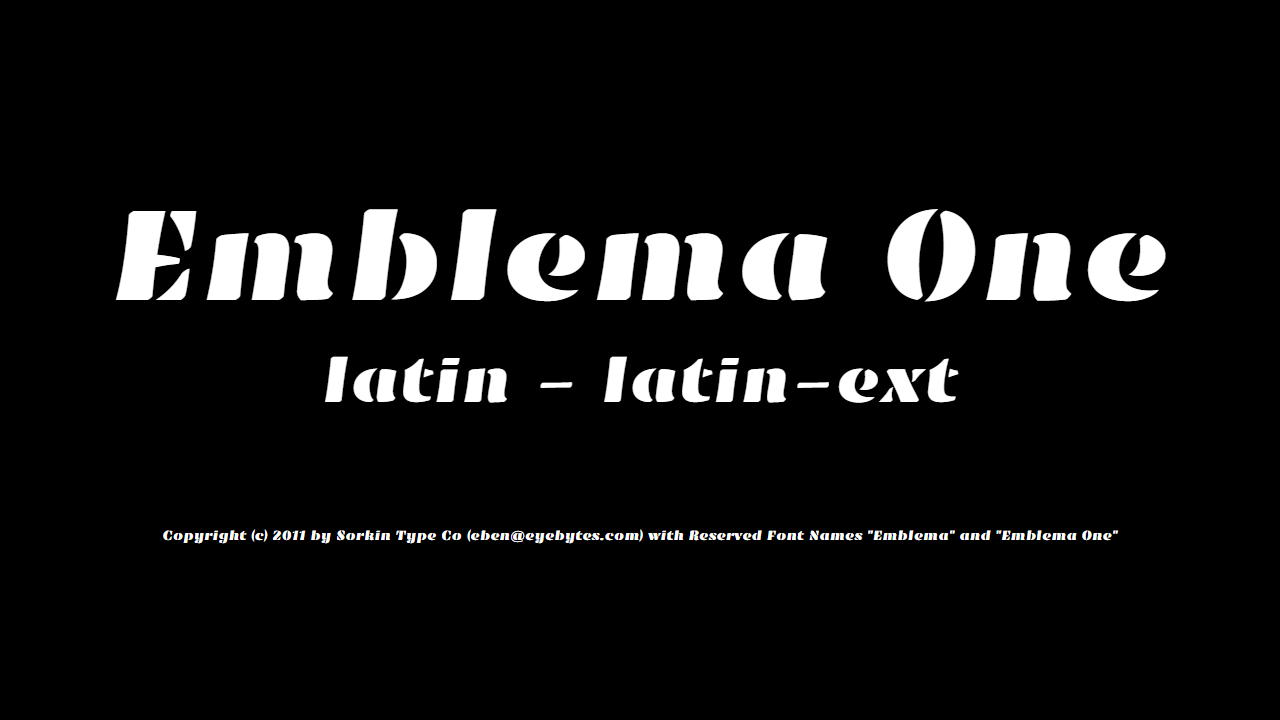 Emblema One
latin - latin-ext
Copyright (c) 2011 by Sorkin Type Co (eben@eyebytes.com) with Reserved Font Names "Emblema" and "Emblema One"